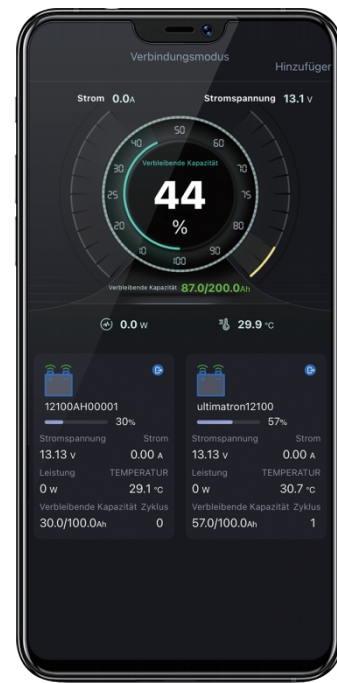 Verbindungsmodus
Hinzufüger
Strom 0.0A Stromspannung 13.1 V
50
40 60
Verbleibende Kapazität
30 70
44
25 75
%
20 80
10 90
100
Verbleibende Kapazität 87.0/200.0Ah
0.0 W 29.9 °C
12100AH00001 ultimatron12100
30% 57%
Stromspannung Strom Stromspannung Strom
13.13 V 0.00 A 13.13 V 0.00 A
Leistung TEMPERATUR Leistung TEMPERATUR
0 W 29.1 °C 0 W 30.7 °C
Verbleibende Kapazität Zyklus Verbleibende Kapazität Zyklus
30.0/100.0Ah 0 57.0/100.0Ah 1